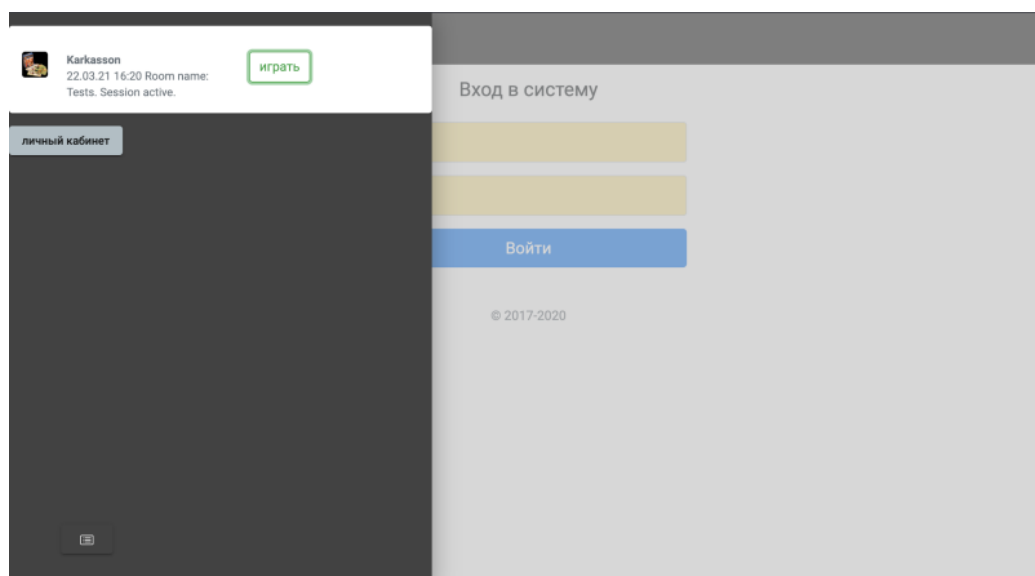 Karkasson
22.03.21 16:20 Room name:
Tests. Session active.
играть
личный кабинет
Вход в систему
Войти
© 2017-2020